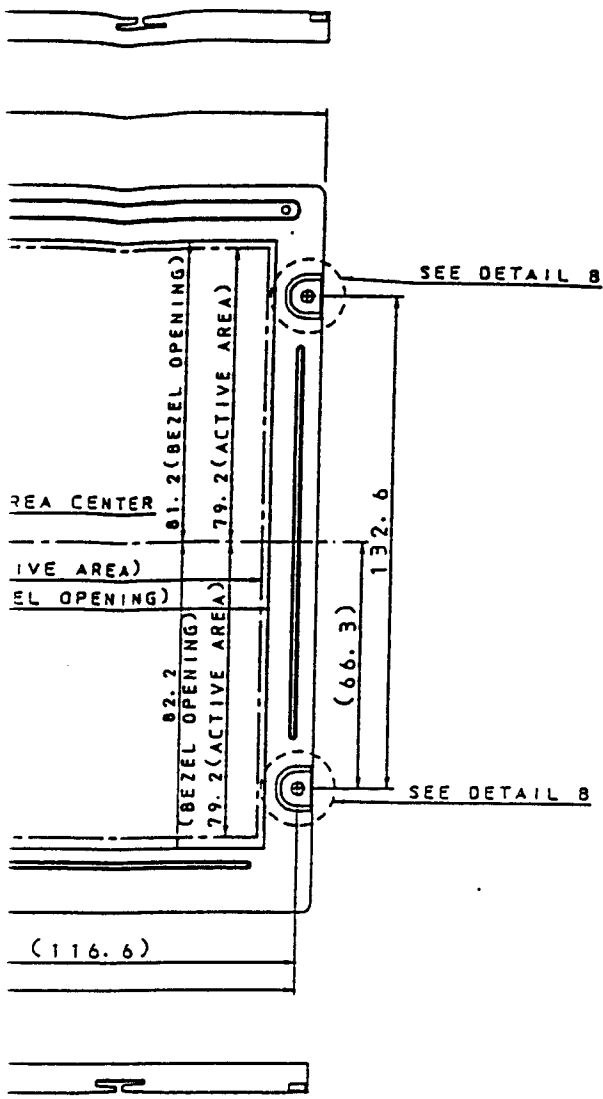 SEE DETAIL 8
81.2(BEZEL OPENING)
79.2(ACTIVE AREA)
REA CENTER
132.6
IVE AREA)
EL OPENING)
(66.3)
82.2
(BEZEL OPENING)
79.2(ACTIVE AREA)
SEE DETAIL 8
(116.6)